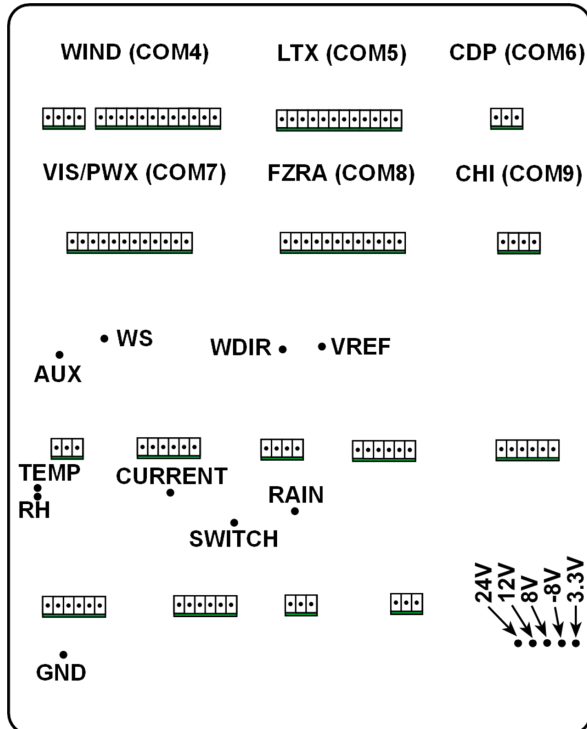 WIND (COM4) LTX (COM5) CDP (COM6)
VIS/PWX (COM7) FZRA (COM8) CHI (COM9)
WS
WDIR
VREF
AUX
TEMP
CURRENT
RH
RAIN
SWITCH
24V
12V
8V
-8V
3.3V
GND